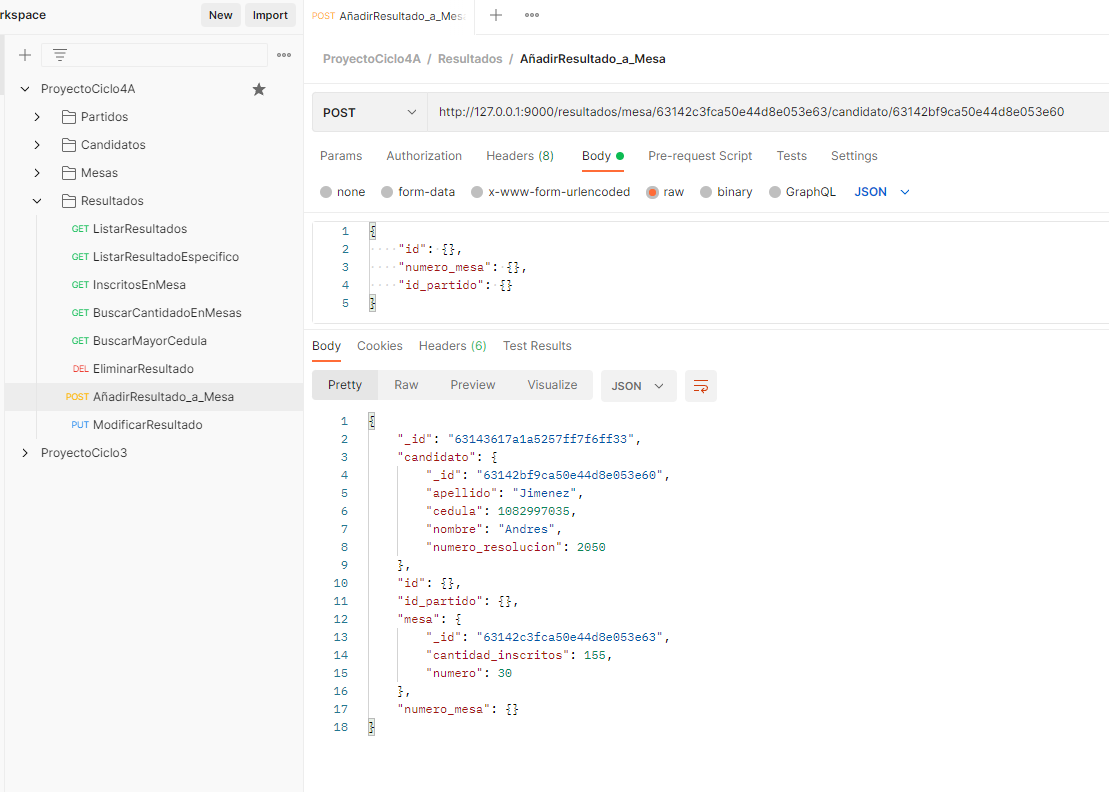 rkspace
New Import
POST AñadirResultado_a_Mes
ProyectoCiclo4A / Resultados / AñadirResultado_a_Mesa
POST http://127.0.0.1:9000/resultados/mesa/63142c3fca50e44d8e053e63/candidato/63142bf9ca50e44d8e053e60
Params Authorization Headers (8) Body Pre-request Script Tests Settings
none form-data x-www-form-urlencoded raw binary GraphQL JSON
1 {
2 "id": {},
3 "numero_mesa": {},
4 "id_partido": {}
5 }
ProyectoCiclo4A
Partidos
Candidatos
Mesas
Resultados
GET ListarResultados
GET ListarResultadoEspecifico
GET InscritosEnMesa
GET BuscarCantidadoEnMesas
GET BuscarMayorCedula
DEL EliminarResultado
POST AñadirResultado_a_Mesa
PUT ModificarResultado
ProyectoCiclo3
Body Cookies Headers (6) Test Results
Pretty Raw Preview Visualize JSON
1 {
2 "_id": "63143617a1a5257ff7f6ff33",
3 "candidato": {
4 "_id": "63142bf9ca50e44d8e053e60",
5 "apellido": "Jimenez",
6 "cedula": 1082997035,
7 "nombre": "Andres",
8 "numero_resolucion": 2050
9 },
10 "id": {},
11 "id_partido": {},
12 "mesa": {
13 "_id": "63142c3fca50e44d8e053e63",
14 "cantidad_inscritos": 155,
15 "numero": 30
16 },
17 "numero_mesa": {}
18 }